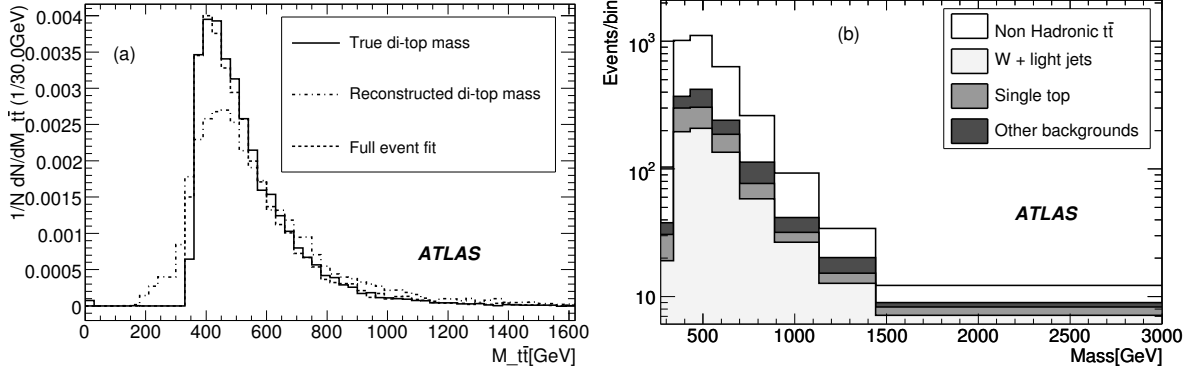 1/N dN/dM_tt̄ (1/30.0GeV)
0.004
0.0035
0.003
0.0025
0.002
0.0015
0.001
0.0005
0
(a)
True di-top mass
Reconstructed di-top mass
Full event fit
ATLAS
0 200 400 600 800 1000 1200 1400 1600
M_tt̄[GeV]
Events/bin
10³
10²
10
(b)
Non Hadronic tt̄
W + light jets
Single top
Other backgrounds
ATLAS
500 1000 1500 2000 2500 3000
Mass[GeV]